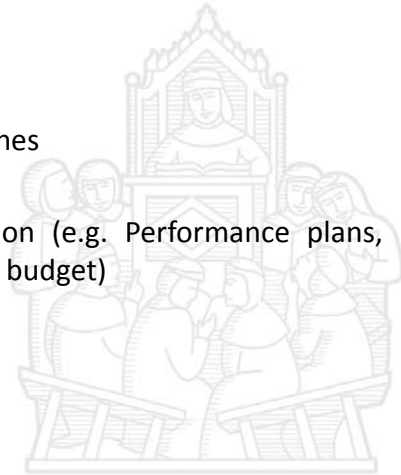 nes
on (e.g. Performance plans,
budget)